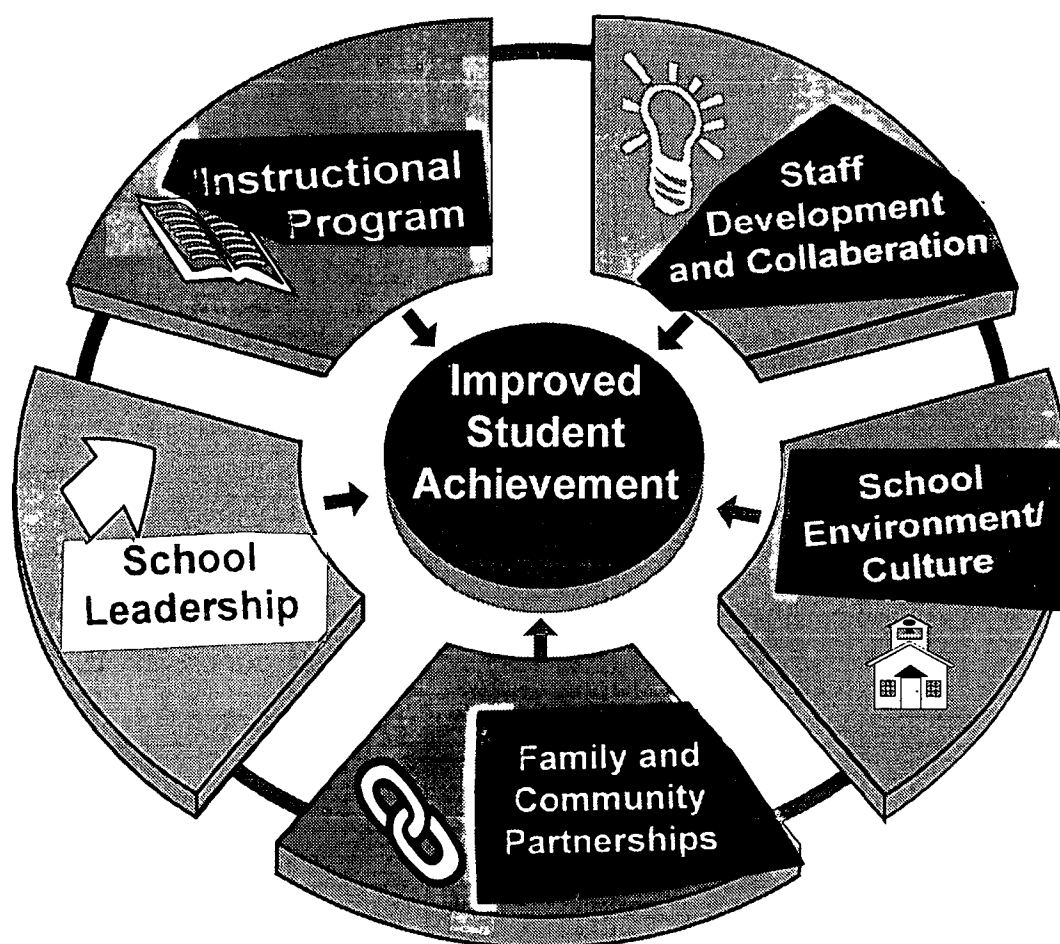 Instructional
Program
Staff
Development
and Collaberation
Improved
Student
Achievement
School
Environment/
Culture
School
Leadership
Family and
Community
Partnerships